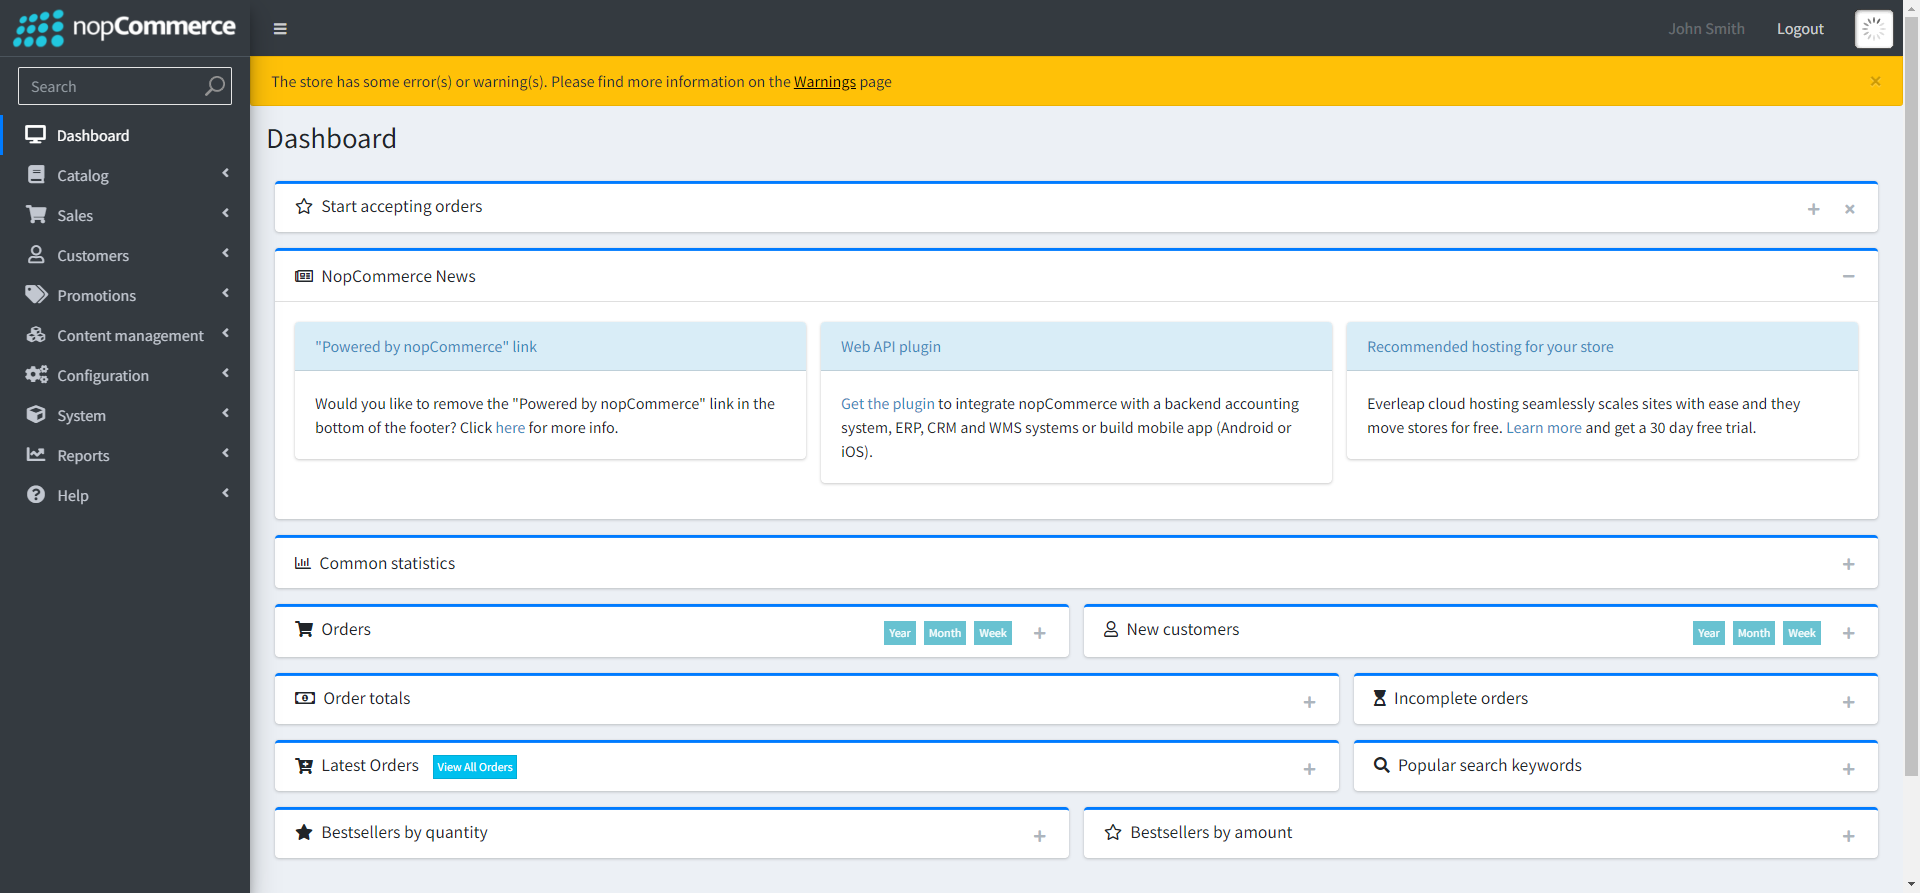 nopCommerce
John Smith
Logout
Search
The store has some error(s) or warning(s). Please find more information on the Warnings page
×
Dashboard
Catalog
Sales
Customers
Promotions
Content management
Configuration
System
Reports
Help
Dashboard
Start accepting orders
NopCommerce News
"Powered by nopCommerce" link
Would you like to remove the "Powered by nopCommerce" link in the
bottom of the footer? Click here for more info.
Web API plugin
Get the plugin to integrate nopCommerce with a backend accounting
system, ERP, CRM and WMS systems or build mobile app (Android or
iOS).
Recommended hosting for your store
Everleap cloud hosting seamlessly scales sites with ease and they
move stores for free. Learn more and get a 30 day free trial.
Common statistics
Orders
Year Month Week
New customers
Year Month Week
Order totals
Incomplete orders
Latest Orders View All Orders
Popular search keywords
Bestsellers by quantity
Bestsellers by amount